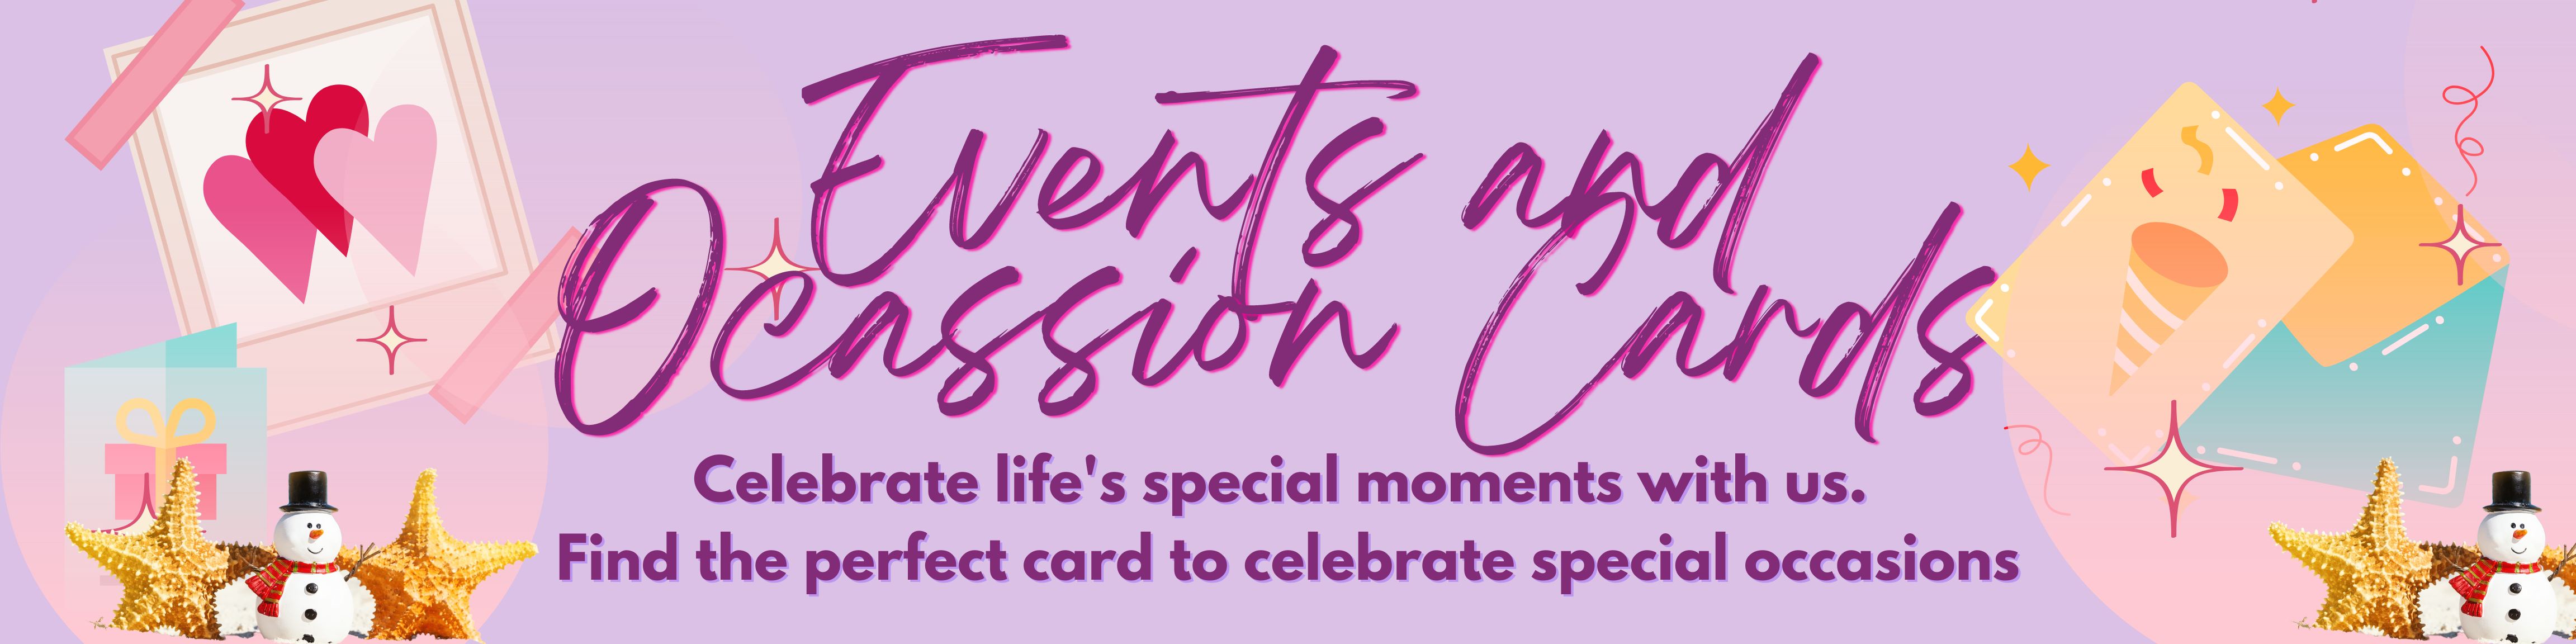 Events and
Ocassion Cards
Celebrate life's special moments with us.
Find the perfect card to celebrate special occasions